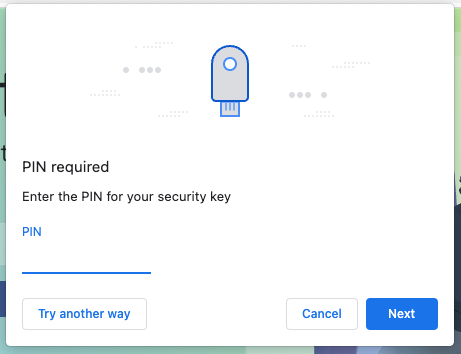 PIN required
Enter the PIN for your security key
PIN
Try another way
Cancel
Next